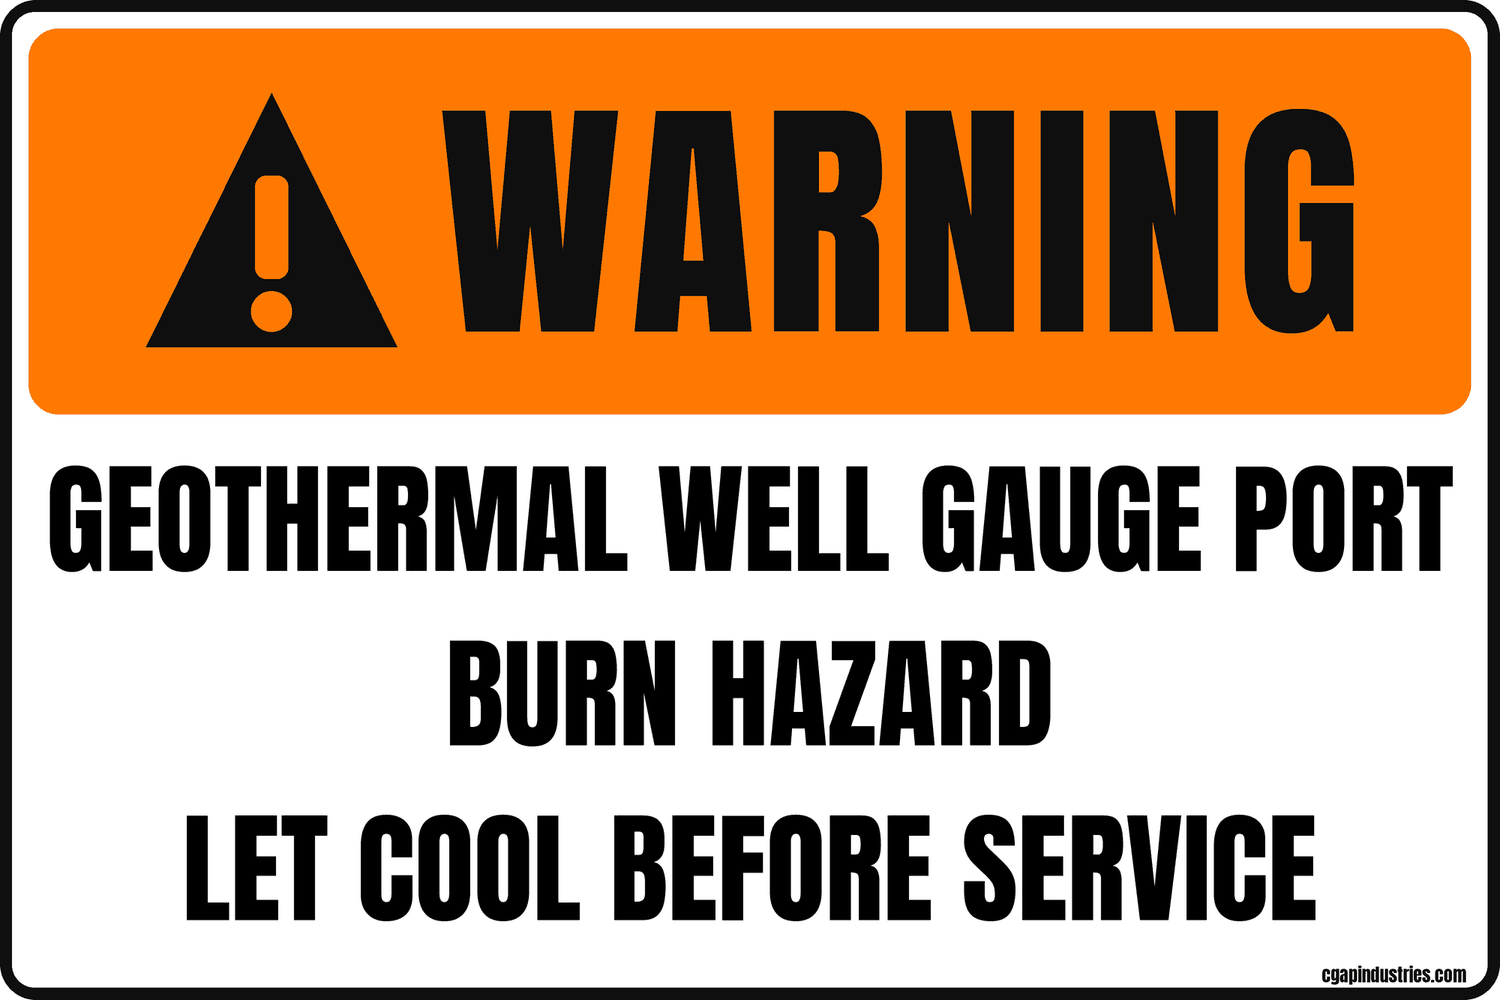 WARNING
GEOTHERMAL WELL GAUGE PORT
BURN HAZARD
LET COOL BEFORE SERVICE
cgapindustries.com